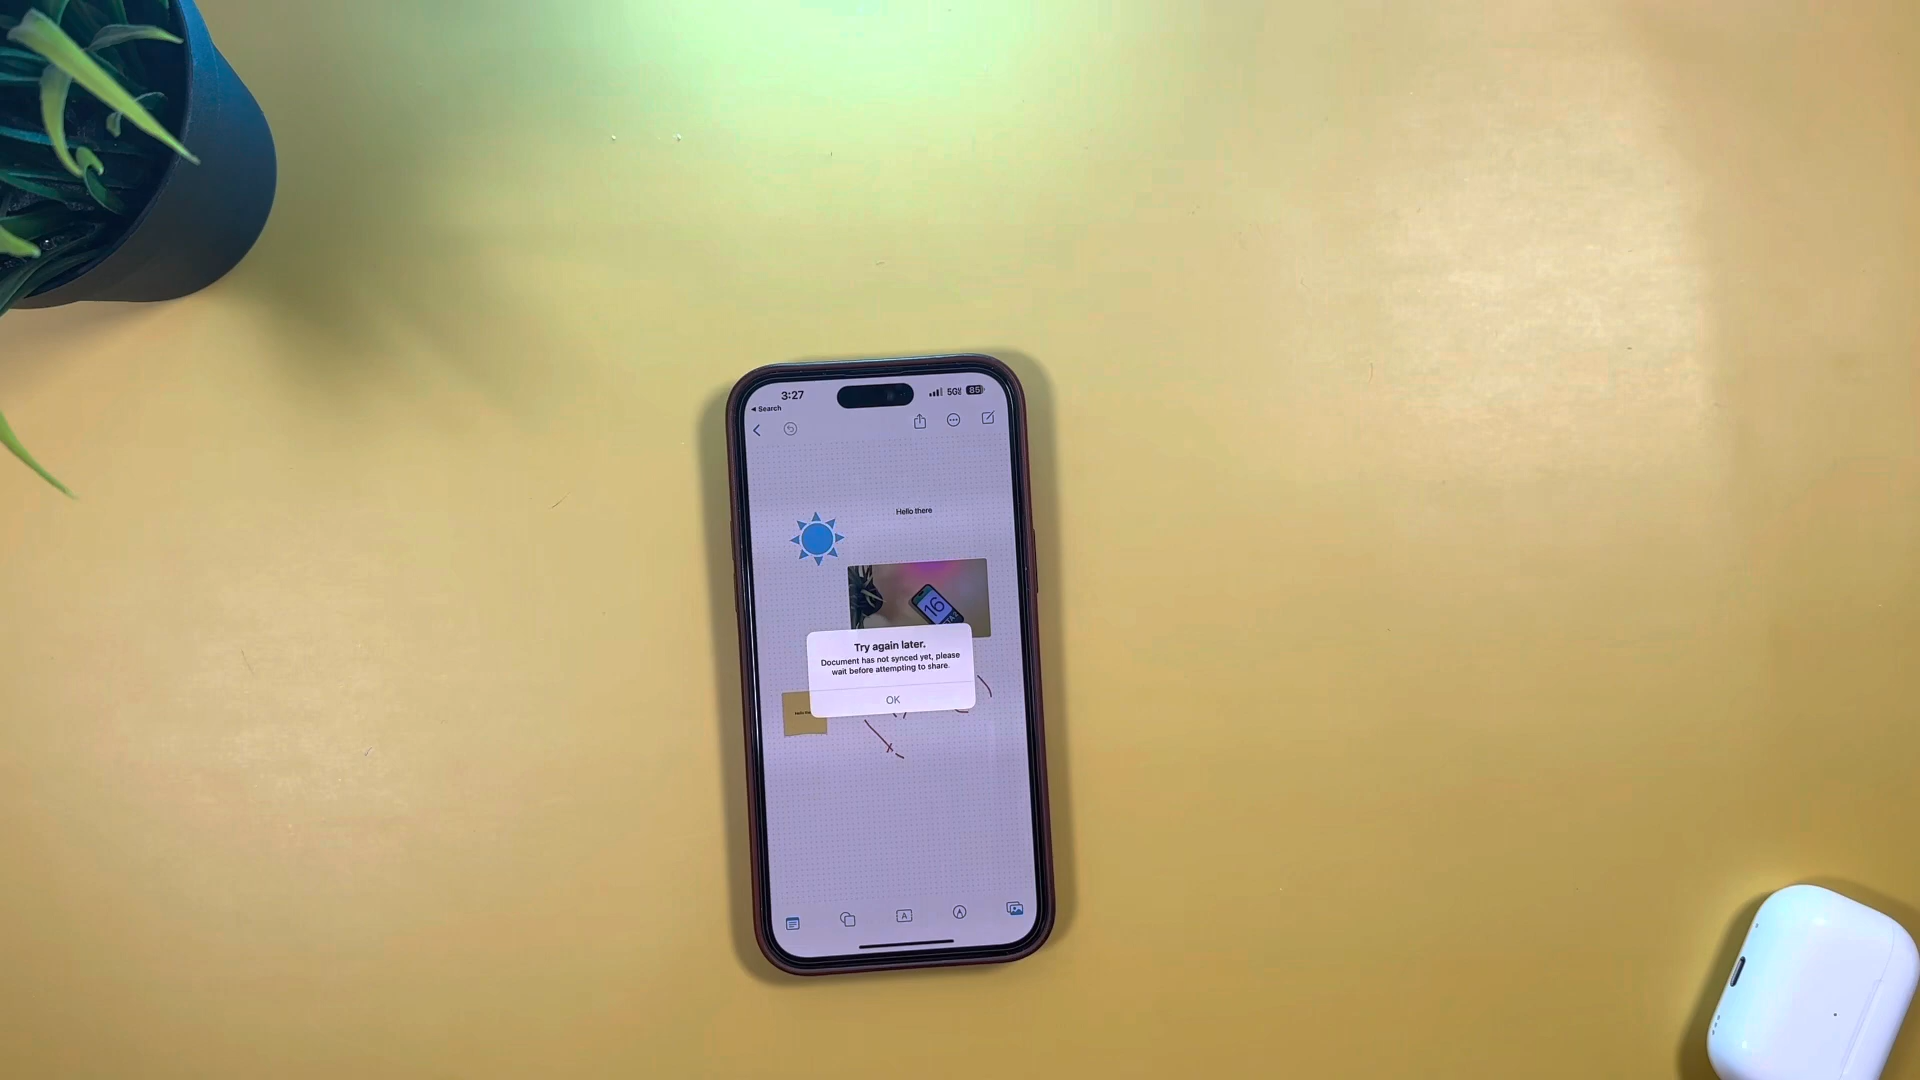 3:27
5G
85
Search
Hello there
16
Try again later.
Document has not synced yet, please
wait before attempting to share.
OK
A